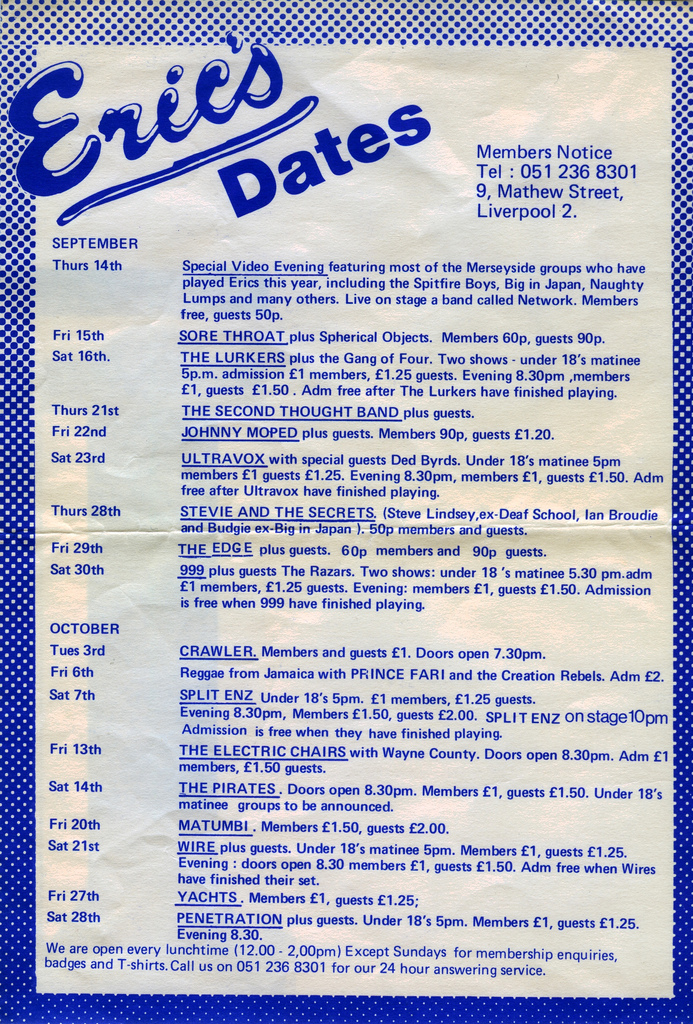 Eric's
Dates
Members Notice
Tel : 051 236 8301
9, Mathew Street,
Liverpool 2.
SEPTEMBER
Thurs 14th Special Video Evening featuring most of the Merseyside groups who have
played Erics this year, including the Spitfire Boys, Big in Japan, Naughty
Lumps and many others. Live on stage a band called Network. Members
free, guests 50p.
Fri 15th SORE THROAT plus Spherical Objects. Members 60p, guests 90p.
Sat 16th. THE LURKERS plus the Gang of Four. Two shows - under 18's matinee
5p.m. admission £1 members, £1.25 guests. Evening 8.30pm ,members
£1, guests £1.50 . Adm free after The Lurkers have finished playing.
Thurs 21st THE SECOND THOUGHT BAND plus guests.
Fri 22nd JOHNNY MOPED plus guests. Members 90p, guests £1.20.
Sat 23rd ULTRAVOX with special guests Ded Byrds. Under 18's matinee 5pm
members £1 guests £1.25. Evening 8.30pm, members £1, guests £1.50. Adm
free after Ultravox have finished playing.
Thurs 28th STEVIE AND THE SECRETS. (Steve Lindsey,ex-Deaf School, Ian Broudie
and Budgie ex-Big in Japan ). 50p members and guests.
Fri 29th THE EDGE plus guests. 60p members and 90p guests.
Sat 30th 999 plus guests The Razars. Two shows: under 18 's matinee 5.30 pm.adm
£1 members, £1.25 guests. Evening: members £1, guests £1.50. Admission
is free when 999 have finished playing.
OCTOBER
Tues 3rd CRAWLER. Members and guests £1. Doors open 7.30pm.
Fri 6th Reggae from Jamaica with PRINCE FARI and the Creation Rebels. Adm £2.
Sat 7th SPLIT ENZ Under 18's 5pm. £1 members, £1.25 guests.
Evening 8.30pm, Members £1.50, guests £2.00. SPLIT ENZ on stage10pm
Admission is free when they have finished playing.
Fri 13th THE ELECTRIC CHAIRS with Wayne County. Doors open 8.30pm. Adm £1
members, £1.50 guests.
Sat 14th THE PIRATES . Doors open 8.30pm. Members £1, guests £1.50. Under 18's
matinee groups to be announced.
Fri 20th MATUMBI . Members £1.50, guests £2.00.
Sat 21st WIRE plus guests. Under 18's matinee 5pm. Members £1, guests £1.25.
Evening : doors open 8.30 members £1, guests £1.50. Adm free when Wires
have finished their set.
Fri 27th YACHTS . Members £1, guests £1.25;
Sat 28th PENETRATION plus guests. Under 18's 5pm. Members £1, guests £1.25.
Evening 8.30.
We are open every lunchtime (12.00 - 2,00pm) Except Sundays for membership enquiries,
badges and T-shirts. Call us on 051 236 8301 for our 24 hour answering service.